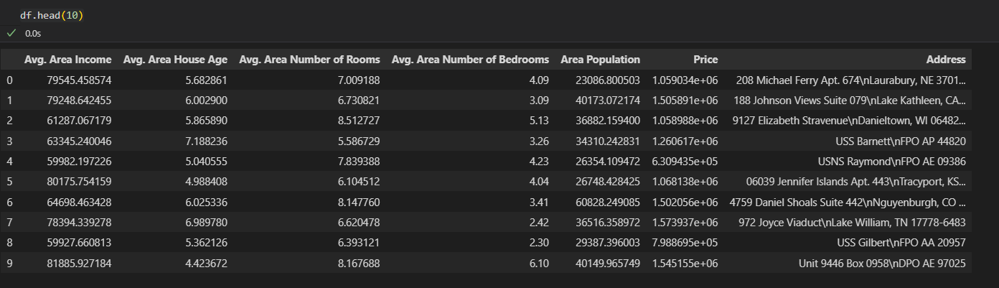 df.head(10)
0.0s
Avg. Area Income Avg. Area House Age Avg. Area Number of Rooms Avg. Area Number of Bedrooms Area Population Price Address
0 79545.458574 5.682861 7.009188 4.09 23086.800503 1.059034e+06 208 Michael Ferry Apt. 674\nLaurabury, NE 3701...
1 79248.642455 6.002900 6.730821 3.09 40173.072174 1.505891e+06 188 Johnson Views Suite 079\nLake Kathleen, CA...
2 61287.067179 5.865890 8.512727 5.13 36882.159400 1.058988e+06 9127 Elizabeth Stravenue\nDanieltown, WI 06482...
3 63345.240046 7.188236 5.586729 3.26 34310.242831 1.260617e+06 USS Barnett\nFPO AP 44820
4 59982.197226 5.040555 7.839388 4.23 26354.109472 6.309435e+05 USNS Raymond\nFPO AE 09386
5 80175.754159 4.988408 6.104512 4.04 26748.428425 1.068138e+06 06039 Jennifer Islands Apt. 443\nTracyport, KS...
6 64698.463428 6.025336 8.147760 3.41 60828.249085 1.502056e+06 4759 Daniel Shoals Suite 442\nNguyenburgh, CO ...
7 78394.339278 6.989780 6.620478 2.42 36516.358972 1.573937e+06 972 Joyce Viaduct\nLake William, TN 17778-6483
8 59927.660813 5.362126 6.393121 2.30 29387.396003 7.988695e+05 USS Gilbert\nFPO AA 20957
9 81885.927184 4.423672 8.167688 6.10 40149.965749 1.545155e+06 Unit 9446 Box 0958\nDPO AE 97025